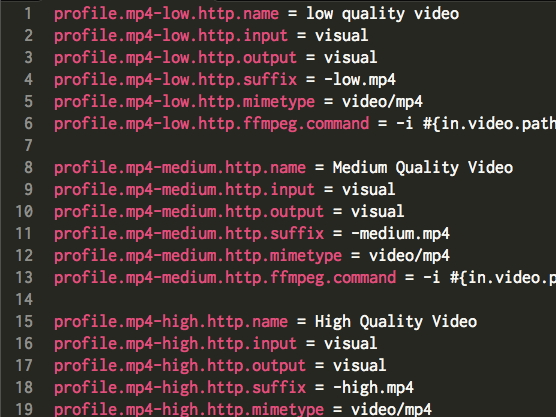 1 profile.mp4-low.http.name = low quality video
2 profile.mp4-low.http.input = visual
3 profile.mp4-low.http.output = visual
4 profile.mp4-low.http.suffix = -low.mp4
5 profile.mp4-low.http.mimetype = video/mp4
6 profile.mp4-low.http.ffmpeg.command = -i #{in.video.path
7
8 profile.mp4-medium.http.name = Medium Quality Video
9 profile.mp4-medium.http.input = visual
10 profile.mp4-medium.http.output = visual
11 profile.mp4-medium.http.suffix = -medium.mp4
12 profile.mp4-medium.http.mimetype = video/mp4
13 profile.mp4-medium.http.ffmpeg.command = -i #{in.video.p
14
15 profile.mp4-high.http.name = High Quality Video
16 profile.mp4-high.http.input = visual
17 profile.mp4-high.http.output = visual
18 profile.mp4-high.http.suffix = -high.mp4
19 profile.mp4-high.http.mimetype = video/mp4